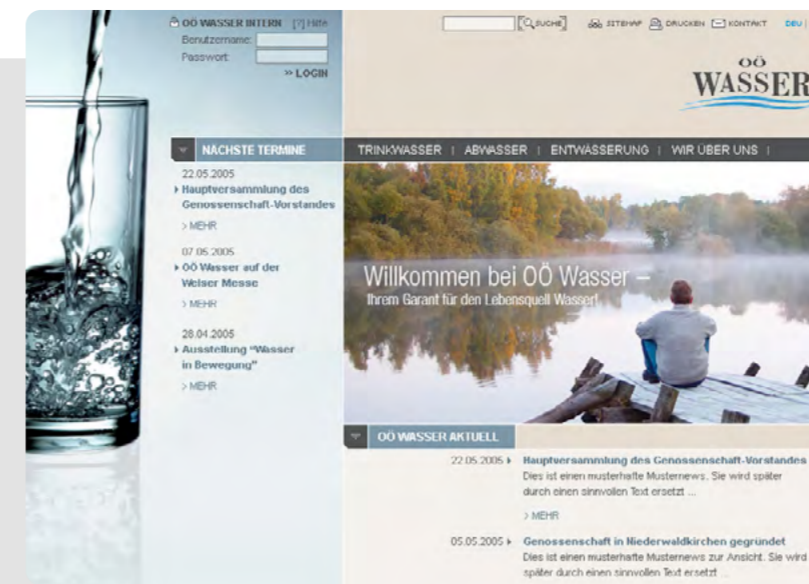 OÖ WASSER INTERN [?] Hilfe
Benutzername:
Passwort:
>> LOGIN
SUCHE
SITEMAP DRUCKEN KONTAKT DEU |
OÖ
WASSER
NÄCHSTE TERMINE
TRINKWASSER | ABWASSER | ENTWÄSSERUNG | WIR ÜBER UNS |
22.05.2005
Hauptversammlung des
Genossenschaft-Vorstandes
> MEHR
07.05.2005
OÖ Wasser auf der
Welser Messe
> MEHR
28.04.2005
Ausstellung "Wasser
in Bewegung"
> MEHR
Willkommen bei OÖ Wasser –
Ihrem Garant für den Lebensquell Wasser!
OÖ WASSER AKTUELL
22.05.2005 Hauptversammlung des Genossenschaft-Vorstandes
Dies ist einen musterhafte Musternews. Sie wird später
durch einen sinnvollen Text ersetzt ...
> MEHR
05.05.2005 Genossenschaft in Niederwaldkirchen gegründet
Dies ist einen musterhafte Musternews zur Ansicht. Sie wird
später durch einen sinnvollen Text ersetzt ...